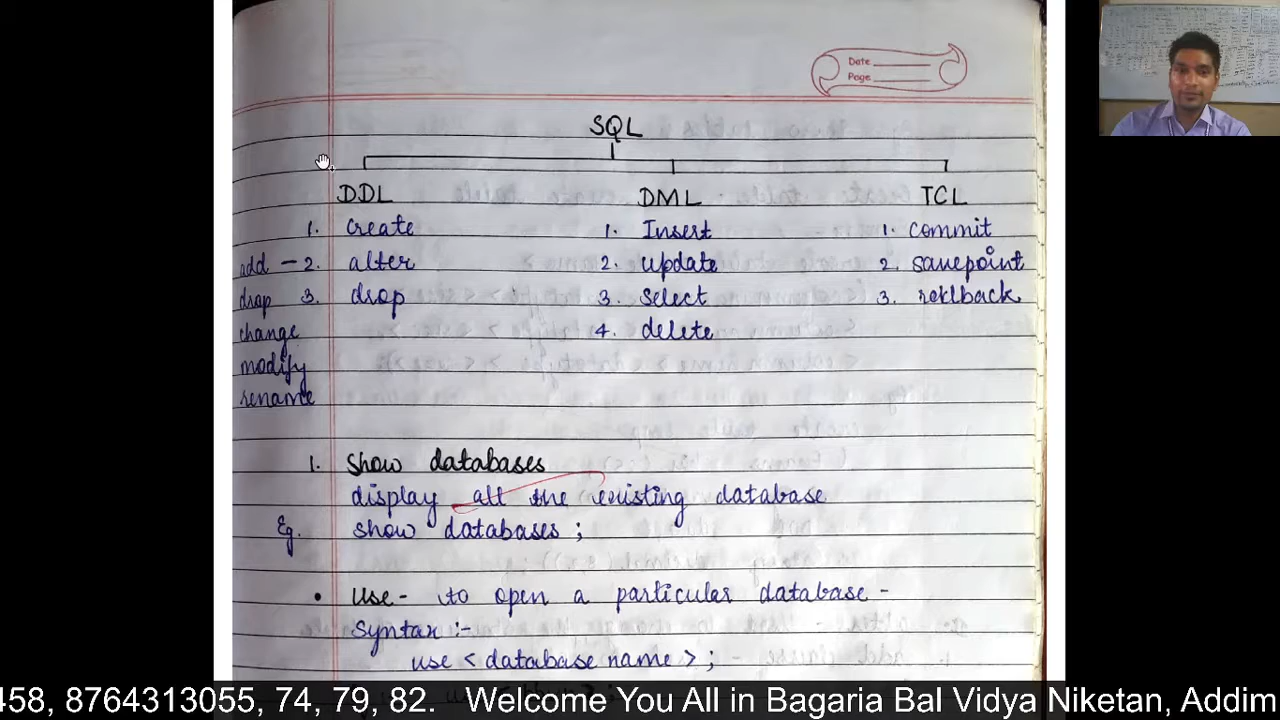 Date
Page
SQL
DDL DML TCL
1. create 1. Insert 1. commit
add - 2. alter 2. update 2. savepoint
drop 3. drop 3. select 3. rollback
change 4. delete
modify
rename
1. Show databases
display all the existing database
Eg. show databases ;
• Use - to open a particular database -
Syntax :-
use < database name > ;
458, 8764313055, 74, 79, 82. Welcome You All in Bagaria Bal Vidya Niketan, Addim